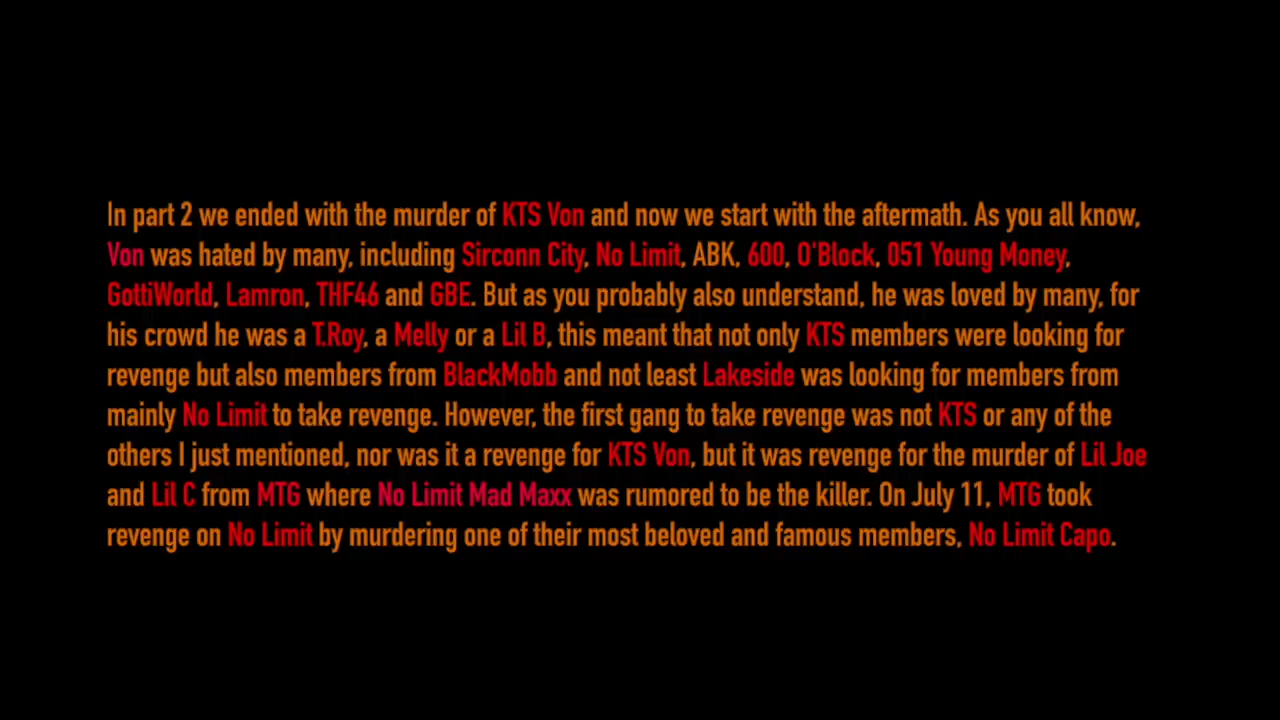 In part 2 we ended with the murder of KTS Von and now we start with the aftermath. As you all know,
Von was hated by many, including Sirconn City, No Limit, ABK, 600, O'Block, 051 Young Money,
GottiWorld, Lamron, THF46 and GBE. But as you probably also understand, he was loved by many, for
his crowd he was a T.Roy, a Melly or a Lil B, this meant that not only KTS members were looking for
revenge but also members from BlackMobb and not least Lakeside was looking for members from
mainly No Limit to take revenge. However, the first gang to take revenge was not KTS or any of the
others I just mentioned, nor was it a revenge for KTS Von, but it was revenge for the murder of Lil Joe
and Lil C from MTG where No Limit Mad Maxx was rumored to be the killer. On July 11, MTG took
revenge on No Limit by murdering one of their most beloved and famous members, No Limit Capo.